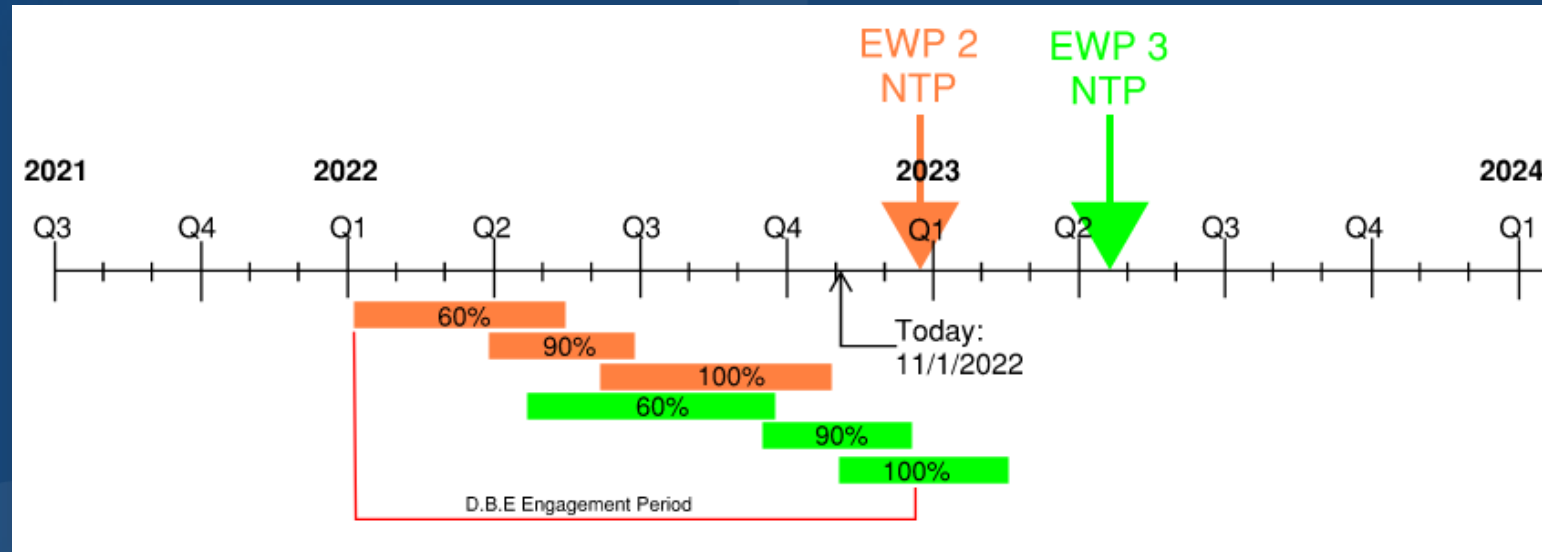 EWP 2
NTP
EWP 3
NTP
2021 2022 2023 2024
Q3 Q4 Q1 Q2 Q3 Q4 Q1 Q2 Q3 Q4 Q1
60%
90%
100%
60%
90%
100%
Today:
11/1/2022
D.B.E Engagement Period